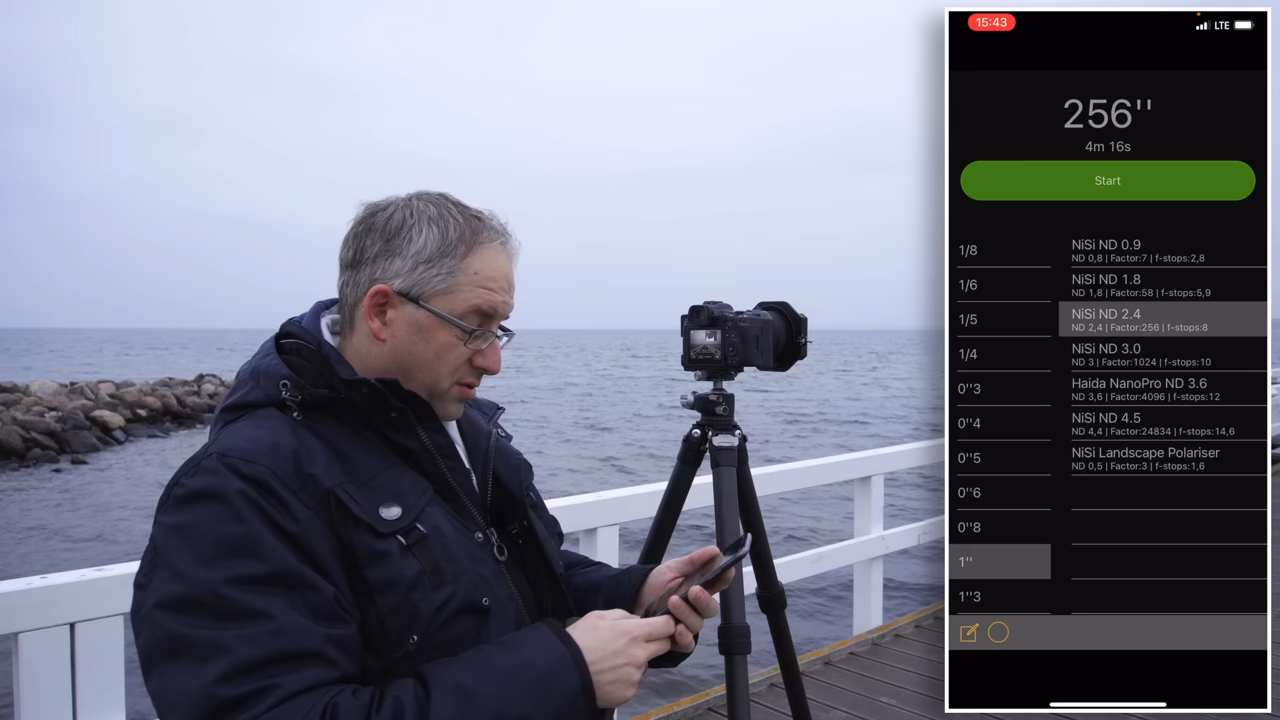 15:43
LTE
256''
4m 16s
Start
1/8
1/6
1/5
1/4
0''3
0''4
0''5
0''6
0''8
1''
1''3
NiSi ND 0.9
ND 0,8 | Factor:7 | f-stops:2,8
NiSi ND 1.8
ND 1,8 | Factor:58 | f-stops:5,9
NiSi ND 2.4
ND 2,4 | Factor:256 | f-stops:8
NiSi ND 3.0
ND 3 | Factor:1024 | f-stops:10
Haida NanoPro ND 3.6
ND 3,6 | Factor:4096 | f-stops:12
NiSi ND 4.5
ND 4,4 | Factor:24834 | f-stops:14,6
NiSi Landscape Polariser
ND 0,5 | Factor:3 | f-stops:1,6